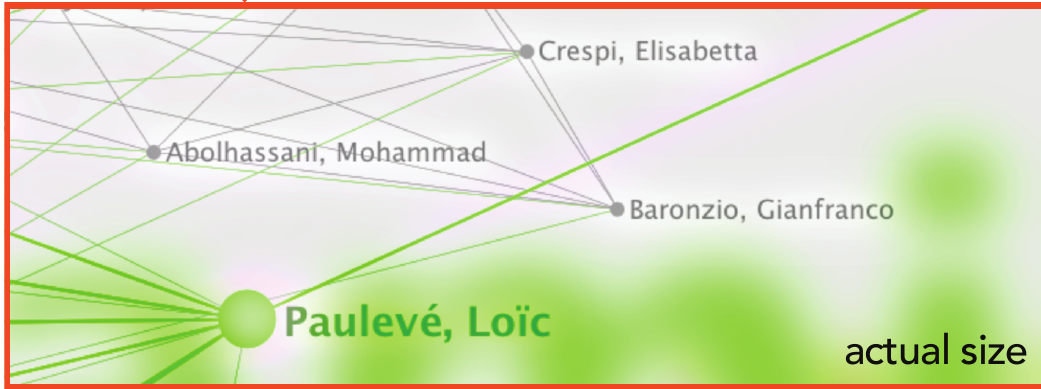 Crespi, Elisabetta
Abolhassani, Mohammad
Baronzio, Gianfranco
Paulevé, Loïc
actual size